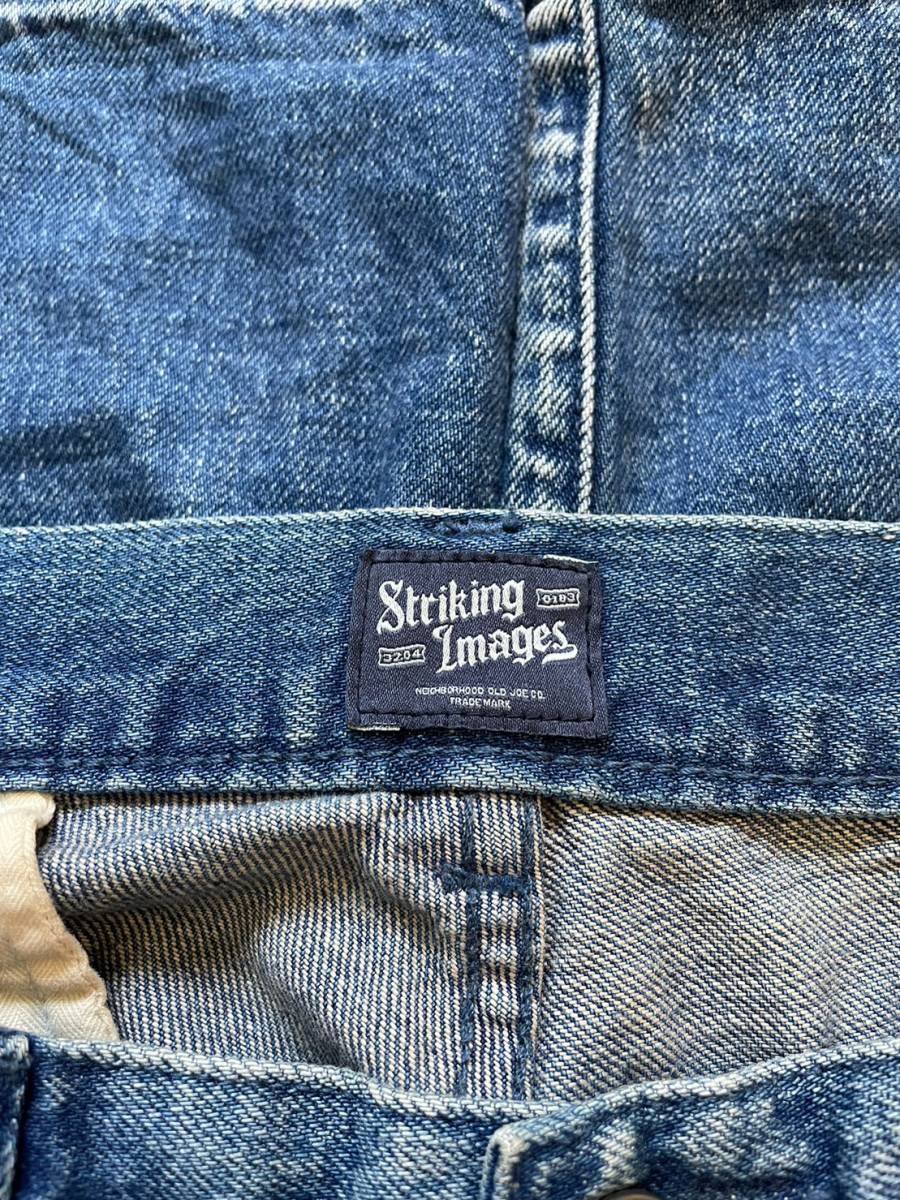 Striking 0183
3204 Images
NEIGHBORHOOD OLD JOE CO.
TRADE MARK